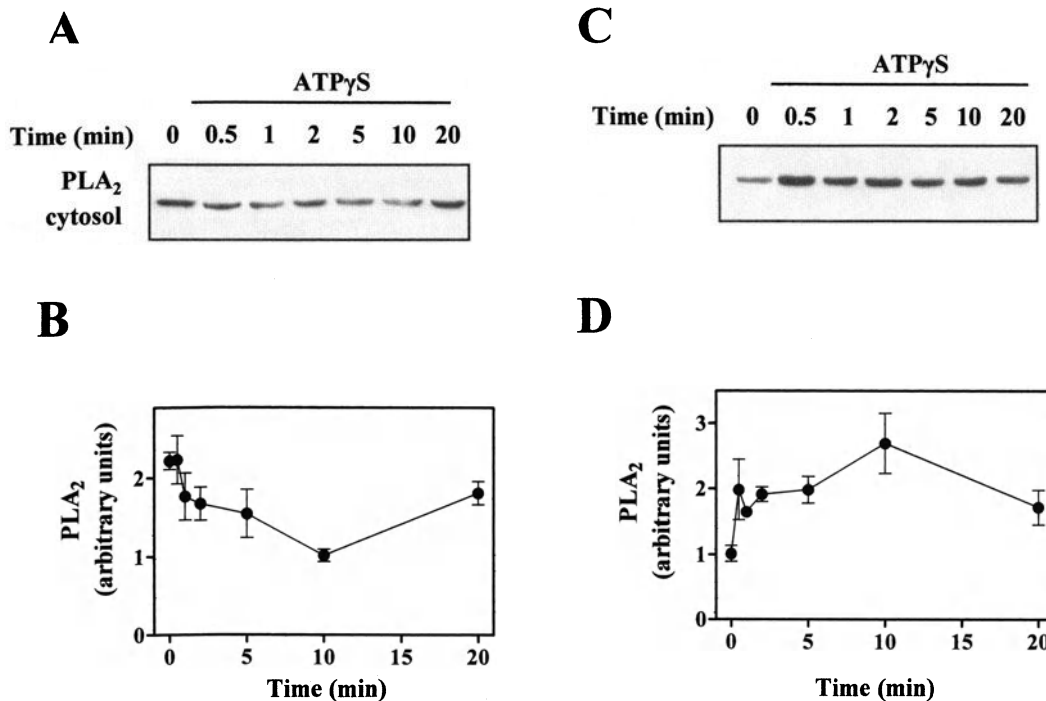 A
ATPγS
Time (min) 0 0.5 1 2 5 10 20
PLA₂
cytosol
C
ATPγS
Time (min) 0 0.5 1 2 5 10 20
B
PLA₂
(arbitrary units)
2
1
0
0 5 10 15 20
Time (min)
D
PLA₂
(arbitrary units)
3
2
1
0
0 5 10 15 20
Time (min)